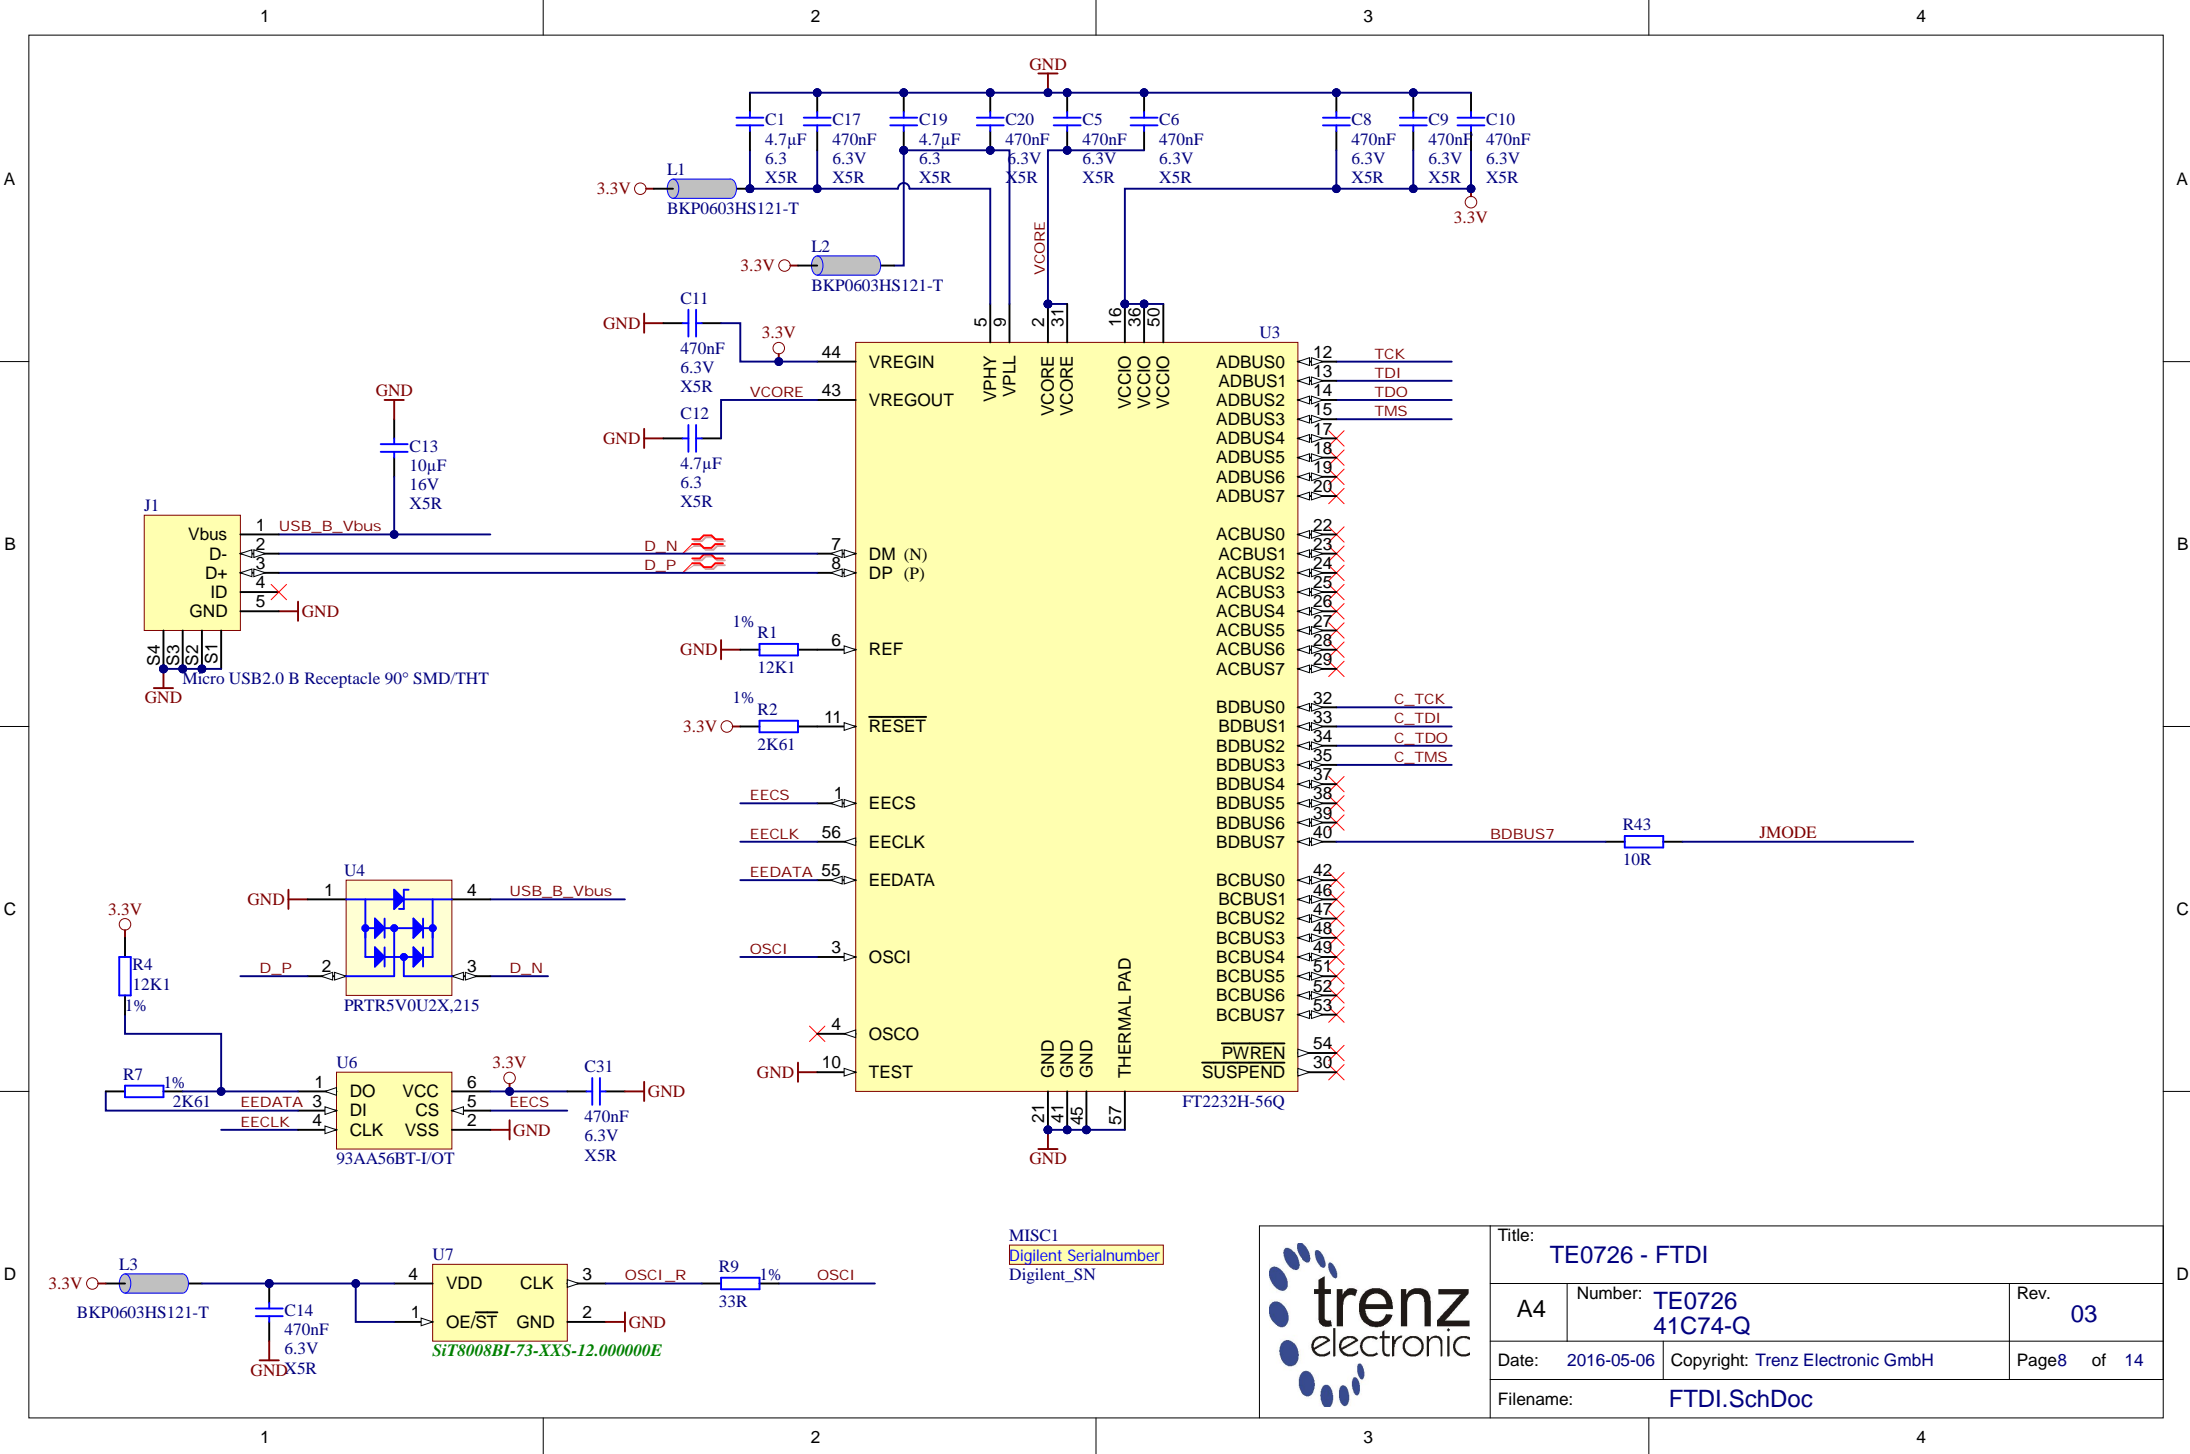 1 2 3 4
A
B
C
D
A
B
C
D
1 2 3 4
GND
C1
4.7µF
6.3
X5R
C17
470nF
6.3V
X5R
C19
4.7µF
6.3
X5R
C20
470nF
6.3V
X5R
C5
470nF
6.3V
X5R
C6
470nF
6.3V
X5R
C8
470nF
6.3V
X5R
C9
470nF
6.3V
X5R
C10
470nF
6.3V
X5R
3.3V
3.3V
L1
BKP0603HS121-T
3.3V
L2
BKP0603HS121-T
VCORE
GND
C11
470nF
6.3V
X5R
3.3V
VCORE
GND
C12
4.7µF
6.3
X5R
U3
44 VREGIN
43 VREGOUT
5 VPHY
9 VPLL
2 VCORE
31 VCORE
16 VCCIO
36 VCCIO
50 VCCIO
7 DM (N)
8 DP (P)
6 REF
11 RESET
1 EECS
56 EECLK
55 EEDATA
3 OSCI
4 OSCO
10 TEST
ADBUS0 12 TCK
ADBUS1 13 TDI
ADBUS2 14 TDO
ADBUS3 15 TMS
ADBUS4 17
ADBUS5 18
ADBUS6 19
ADBUS7 20
ACBUS0 22
ACBUS1 23
ACBUS2 24
ACBUS3 25
ACBUS4 26
ACBUS5 27
ACBUS6 28
ACBUS7 29
BDBUS0 32 C_TCK
BDBUS1 33 C_TDI
BDBUS2 34 C_TDO
BDBUS3 35 C_TMS
BDBUS4 37
BDBUS5 38
BDBUS6 39
BDBUS7 40 BDBUS7
R43
10R
JMODE
BCBUS0 42
BCBUS1 46
BCBUS2 47
BCBUS3 48
BCBUS4 49
BCBUS5 51
BCBUS6 52
BCBUS7 53
PWREN 54
SUSPEND 30
GND 21
GND 41
GND 45
THERMAL PAD 57
GND
FT2232H-56Q
GND
C13
10µF
16V
X5R
J1
Vbus 1 USB_B_Vbus
D- 2
D+ 3
ID 4
GND 5 GND
S4
S3
S2
S1
GND
Micro USB2.0 B Receptacle 90° SMD/THT
D_N
D_P
GND
1%
R1
12K1
3.3V
1%
R2
2K61
EECS
EECLK
EEDATA
OSCI
GND
U4
GND 1
4 USB_B_Vbus
D_P 2
3 D_N
PRTR5V0U2X,215
3.3V
R4
12K1
1%
R7
1%
2K61
EEDATA
EECLK
U6
1 DO
3 DI
4 CLK
VCC 6
CS 5
VSS 2
93AA56BT-I/OT
3.3V
EECS
GND
C31
470nF
6.3V
X5R
GND
3.3V
L3
BKP0603HS121-T
C14
470nF
6.3V
X5R
GND
U7
4 VDD
1 OE/ST
CLK 3
GND 2
GND
SiT8008BI-73-XXS-12.000000E
OSCI_R
R9
1%
33R
OSCI
MISC1
Digilent Serialnumber
Digilent_SN
trenz
electronic
Title:
TE0726 - FTDI
A4
Number: TE0726
41C74-Q
Rev.
03
Date: 2016-05-06
Copyright: Trenz Electronic GmbH
Page8 of 14
Filename: FTDI.SchDoc